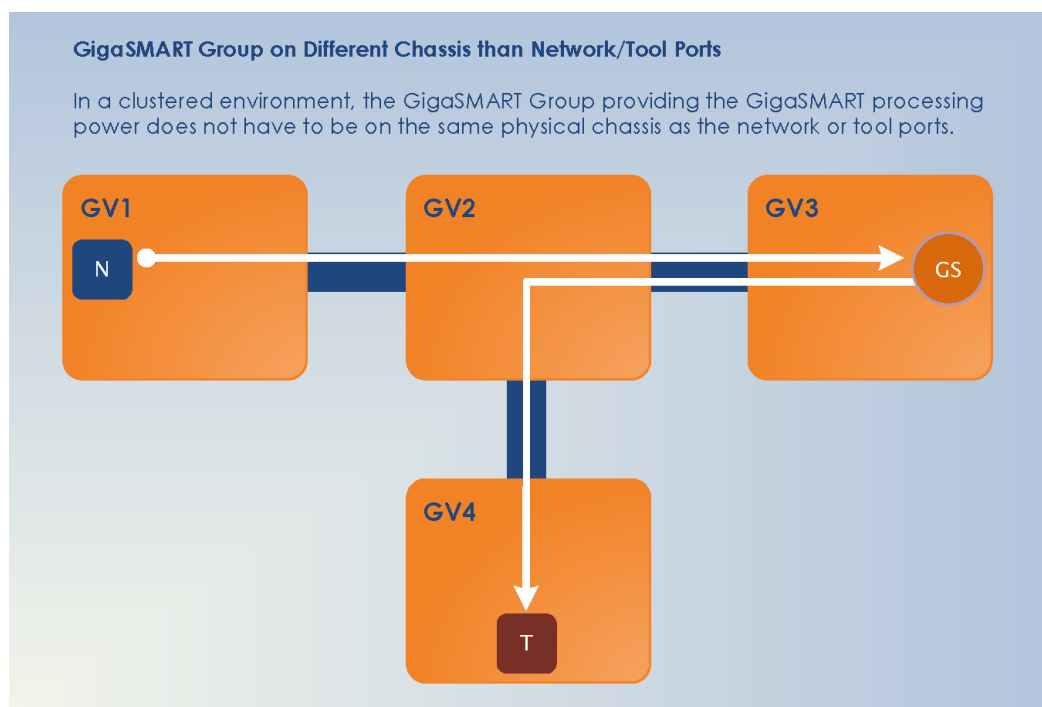 GigaSMART Group on Different Chassis than Network/Tool Ports
In a clustered environment, the GigaSMART Group providing the GigaSMART processing
power does not have to be on the same physical chassis as the network or tool ports.
GV1
GV2
GV3
N
GS
GV4
T